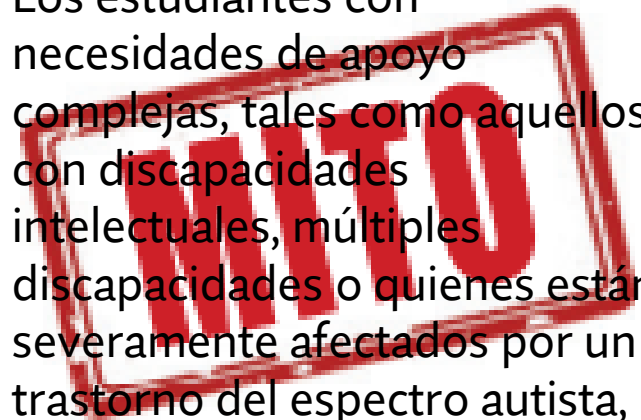 Los estudiantes con
necesidades de apoyo
complejas, tales como aquellos
con discapacidades
intelectuales, múltiples
discapacidades o quienes están
severamente afectados por un
trastorno del espectro autista,
MITO